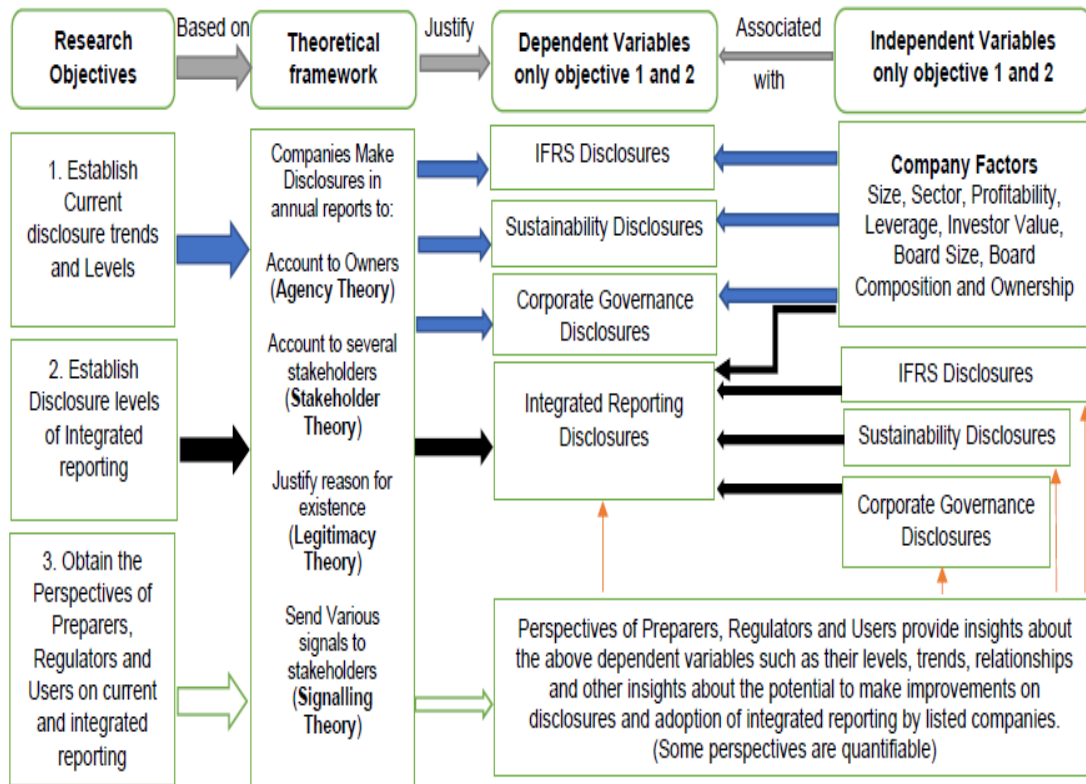 Research
Objectives
Based on
Theoretical
framework
Justify
Dependent Variables
only objective 1 and 2
Associated
with
Independent Variables
only objective 1 and 2
1. Establish
Current
disclosure trends
and Levels
2. Establish
Disclosure levels
of Integrated
reporting
3. Obtain the
Perspectives of
Preparers,
Regulators and
Users on current
and integrated
reporting
Companies Make
Disclosures in
annual reports to:
Account to Owners
(Agency Theory)
Account to several
stakeholders
(Stakeholder
Theory)
Justify reason for
existence
(Legitimacy
Theory)
Send Various
signals to
stakeholders
(Signalling
Theory)
IFRS Disclosures
Sustainability Disclosures
Corporate Governance
Disclosures
Integrated Reporting
Disclosures
Company Factors
Size, Sector, Profitability,
Leverage, Investor Value,
Board Size, Board
Composition and Ownership
IFRS Disclosures
Sustainability Disclosures
Corporate Governance
Disclosures
Perspectives of Preparers, Regulators and Users provide insights about
the above dependent variables such as their levels, trends, relationships
and other insights about the potential to make improvements on
disclosures and adoption of integrated reporting by listed companies.
(Some perspectives are quantifiable)